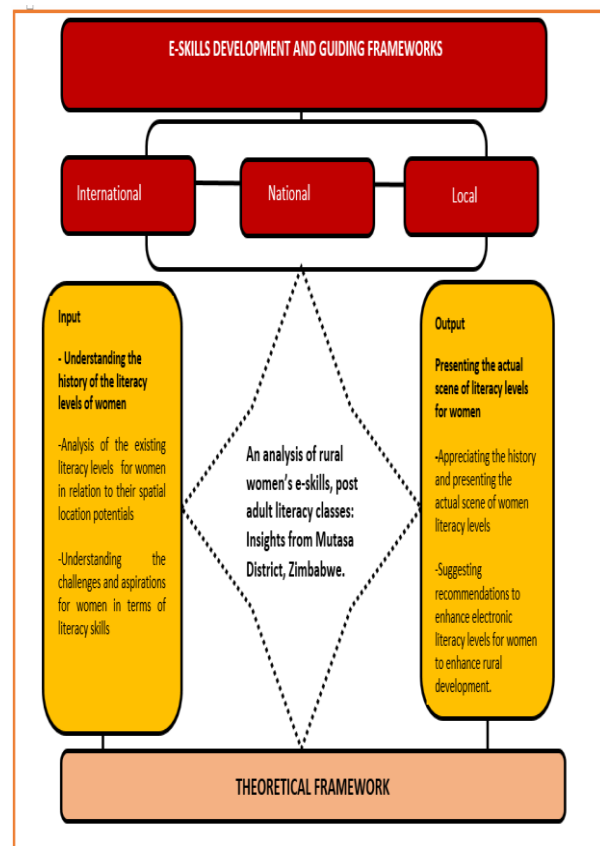 E-SKILLS DEVELOPMENT AND GUIDING FRAMEWORKS
International
National
Local
Input
- Understanding the
history of the literacy
levels of women
-Analysis of the existing
literacy levels for women
in relation to their spatial
location potentials
-Understanding the
challenges and aspirations
for women in terms of
literacy skills
An analysis of rural
women's e-skills, post
adult literacy classes:
Insights from Mutasa
District, Zimbabwe.
Output
Presenting the actual
scene of literacy levels
for women
-Appreciating the history
and presenting the
actual scene of women
literacy levels
-Suggesting
recommendations to
enhance electronic
literacy levels for women
to enhance rural
development.
THEORETICAL FRAMEWORK